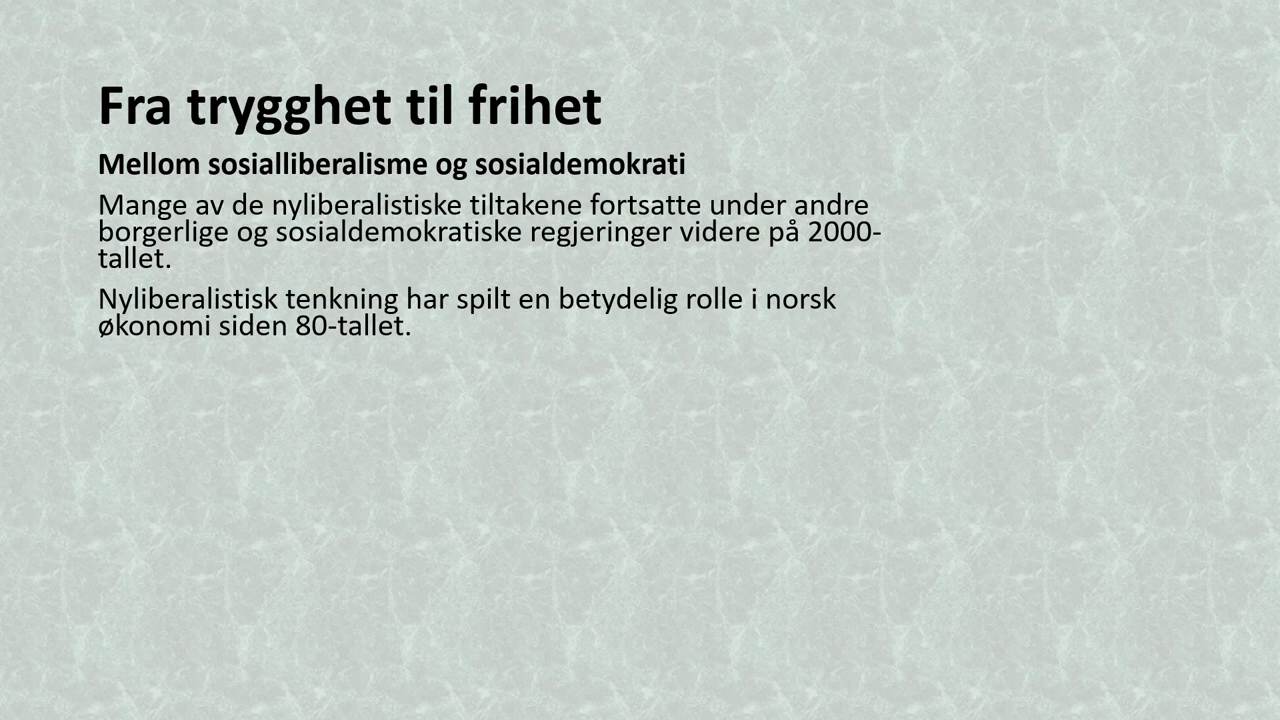 Fra trygghet til frihet
Mellom sosialliberalisme og sosialdemokrati
Mange av de nyliberalistiske tiltakene fortsatte under andre
borgerlige og sosialdemokratiske regjeringer videre på 2000-
tallet.
Nyliberalistisk tenkning har spilt en betydelig rolle i norsk
økonomi siden 80-tallet.